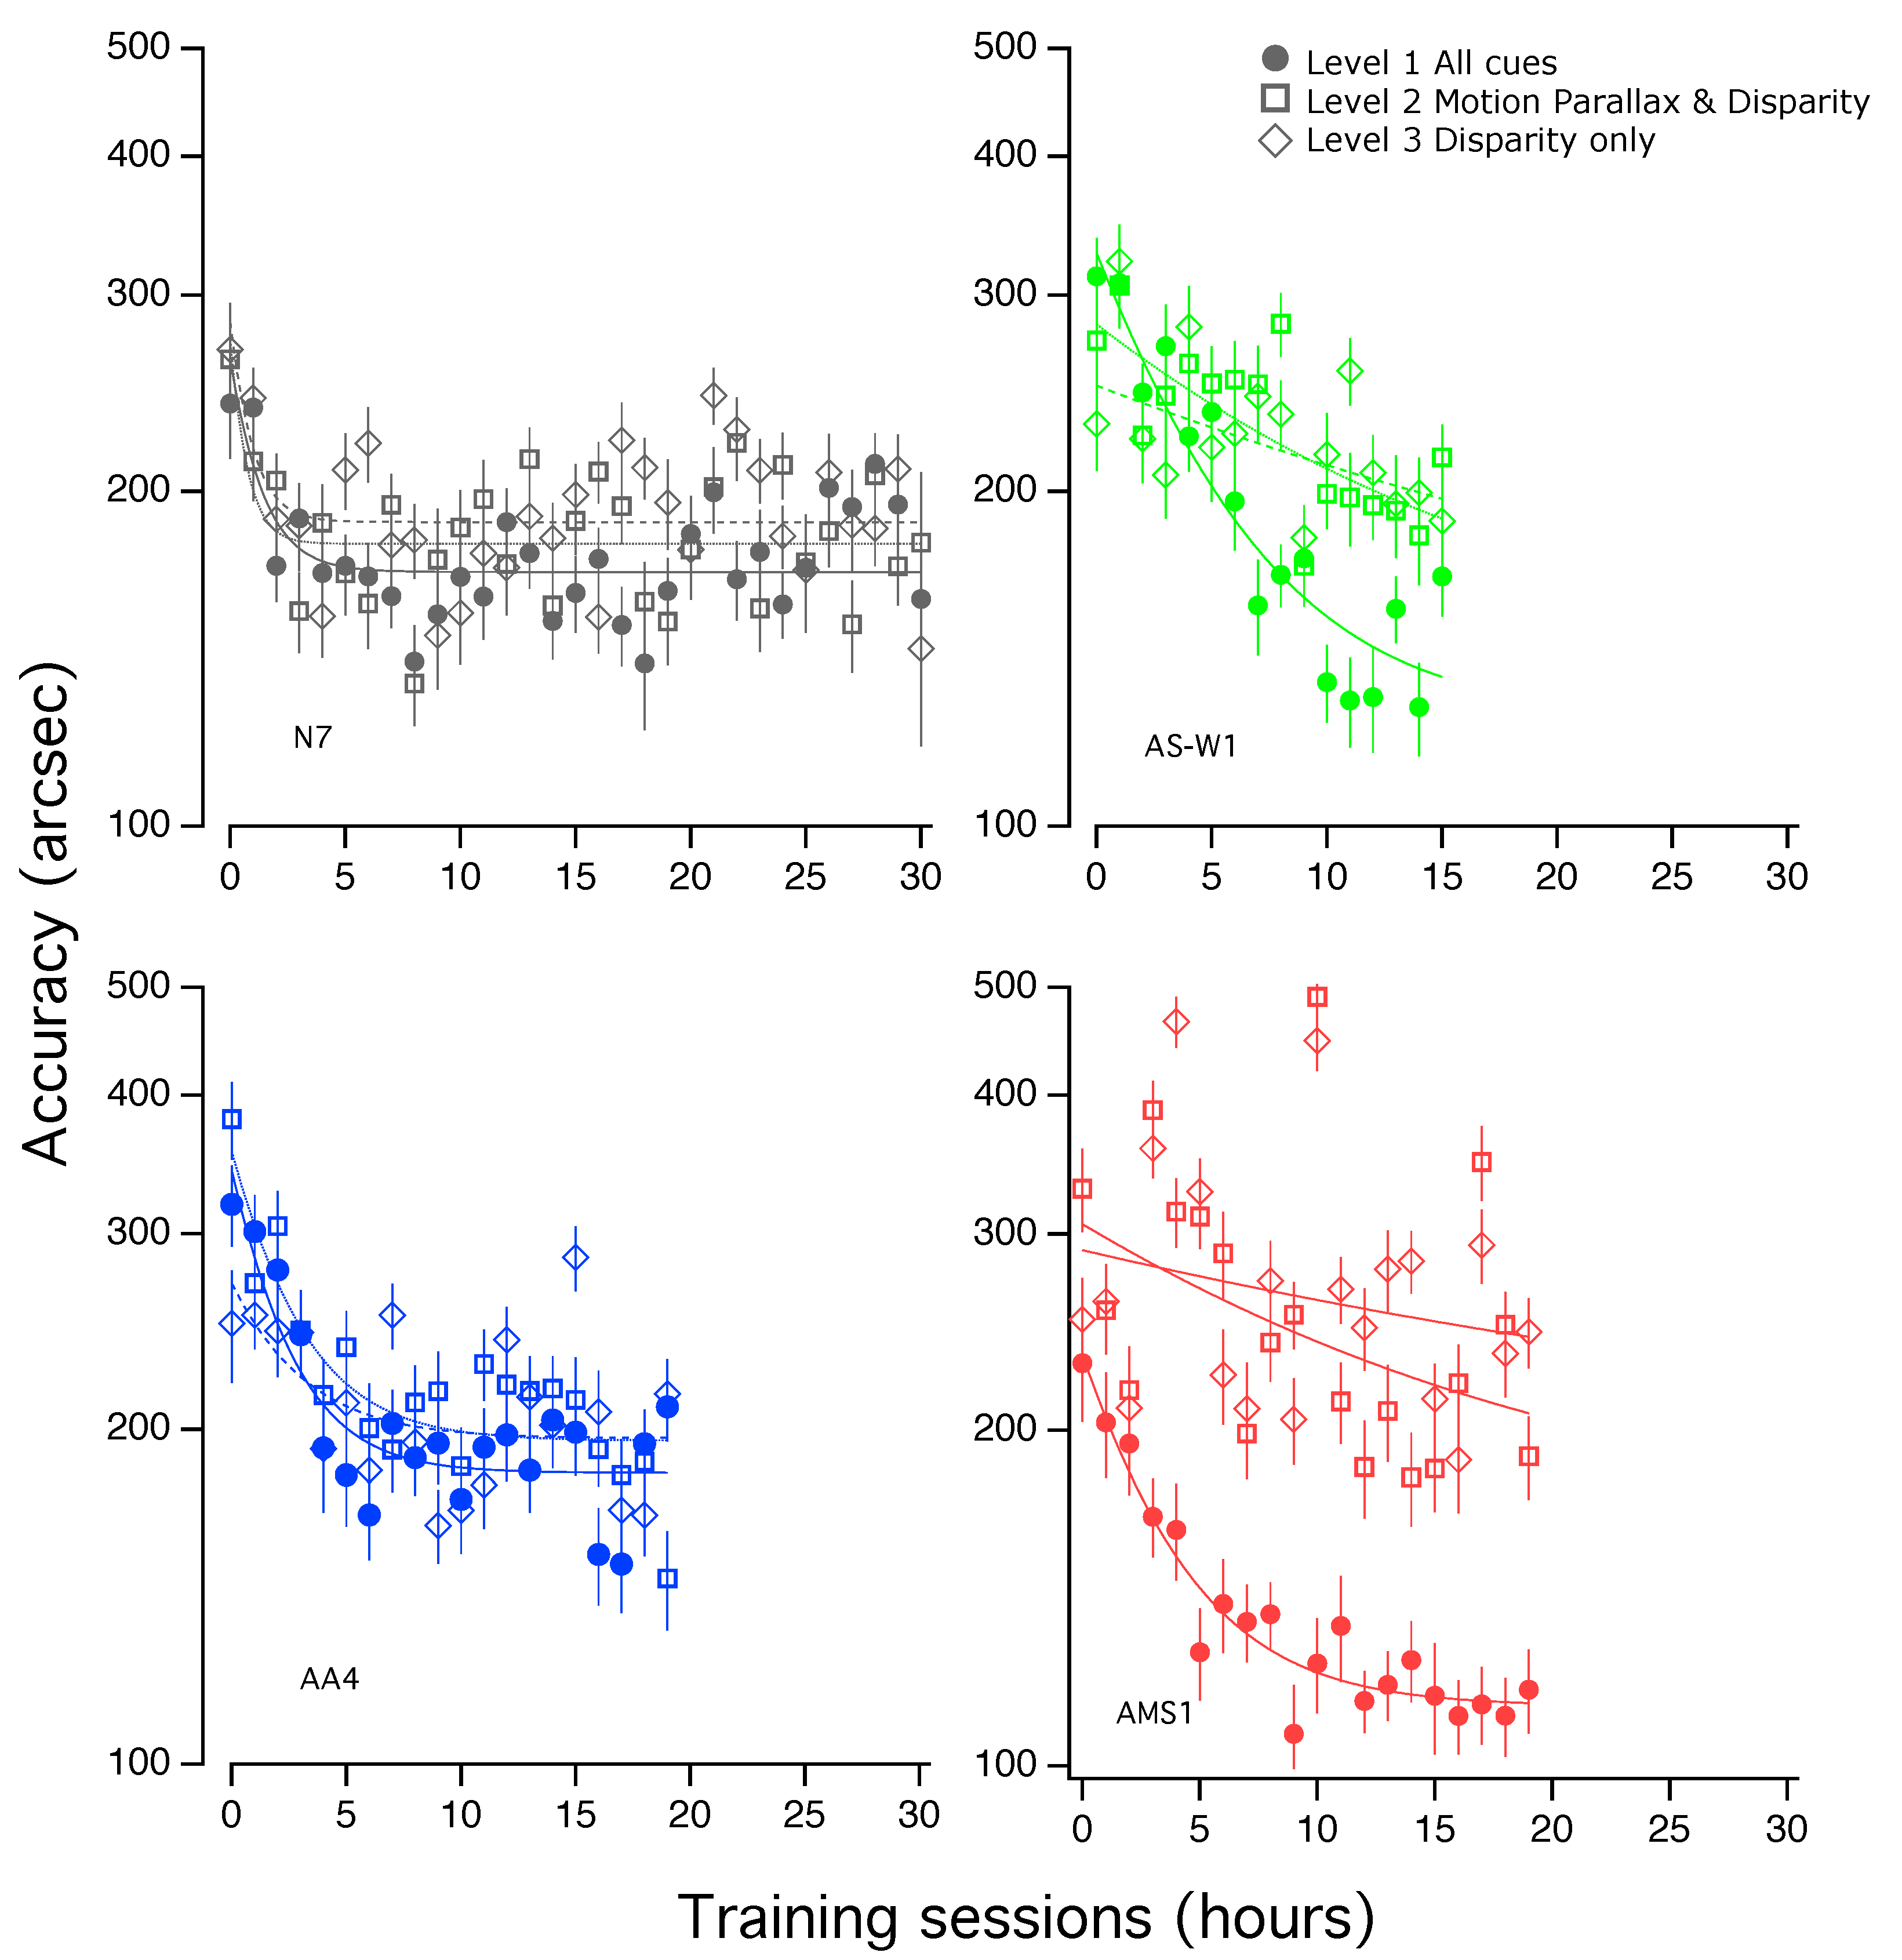 Accuracy (arcsec)
500
400
300
200
100
N7
0 5 10 15 20 25 30
500
400
300
200
100
Level 1 All cues
Level 2 Motion Parallax & Disparity
Level 3 Disparity only
AS-W1
0 5 10 15 20 25 30
500
400
300
200
100
AA4
0 5 10 15 20 25 30
500
400
300
200
100
AMS1
0 5 10 15 20 25 30
Training sessions (hours)